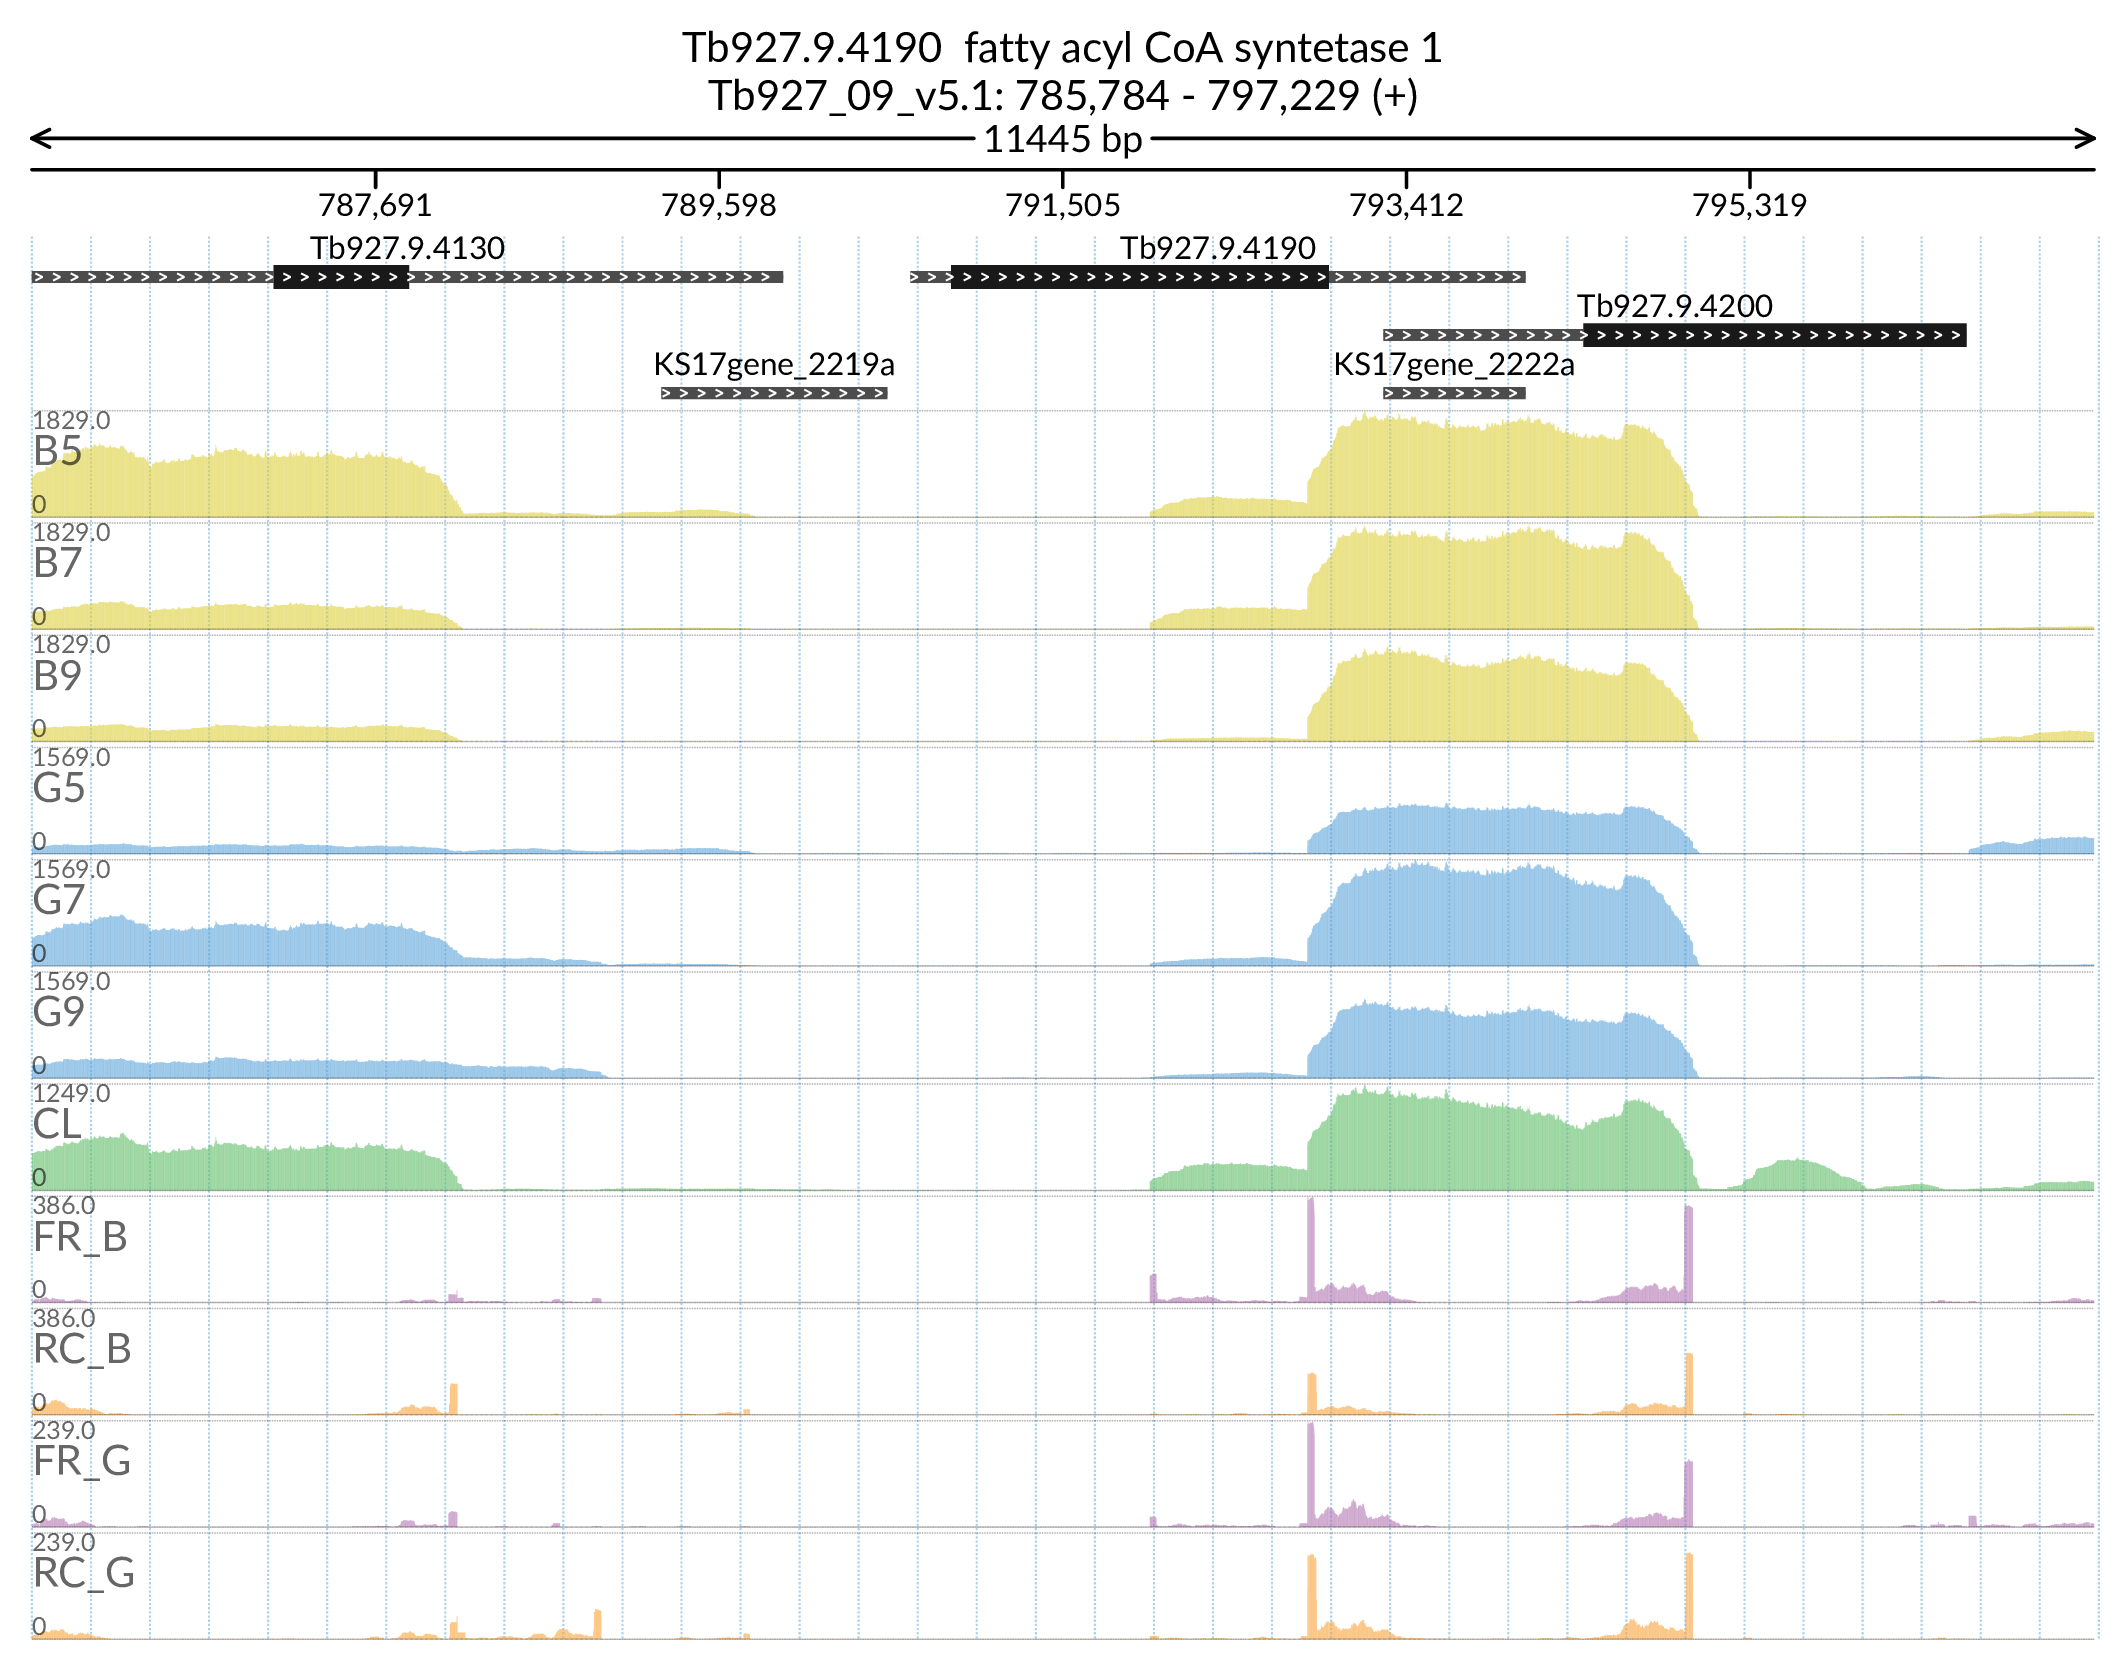 Tb927.9.4190  fatty acyl CoA syntetase 1
Tb927_09_v5.1: 785,784 - 797,229 (+)
11445 bp
787,691 789,598 791,505 793,412 795,319
Tb927.9.4130 Tb927.9.4190
Tb927.9.4200
KS17gene_2219a KS17gene_2222a
1829.0
B5
0
1829.0
B7
0
1829.0
B9
0
1569.0
G5
0
1569.0
G7
0
1569.0
G9
0
1249.0
CL
0
386.0
FR_B
0
386.0
RC_B
0
239.0
FR_G
0
239.0
RC_G
0